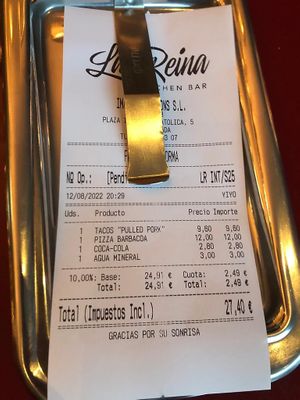 La Reina
CHEN BAR
S.L.
PLAZA ATOLICA, 5
NQ Op.: [Pend LR INT/S25
12/08/2022 20:29 YIYO
Uds. Producto Precio Importe
1 TACOS "PULLED PORK" 9,60 9,60
1 PIZZA BARBACOA 12,00 12,00
1 COCA-COLA 2,80 2,80
1 AGUA MINERAL 3,00 3,00
10,00% Base: 24,91 € Cuota: 2,49 €
Total: 24,91 € Total: 2,49 €
Total (Impuestos Incl.) 27,40 €
GRACIAS POR SU SONRISA